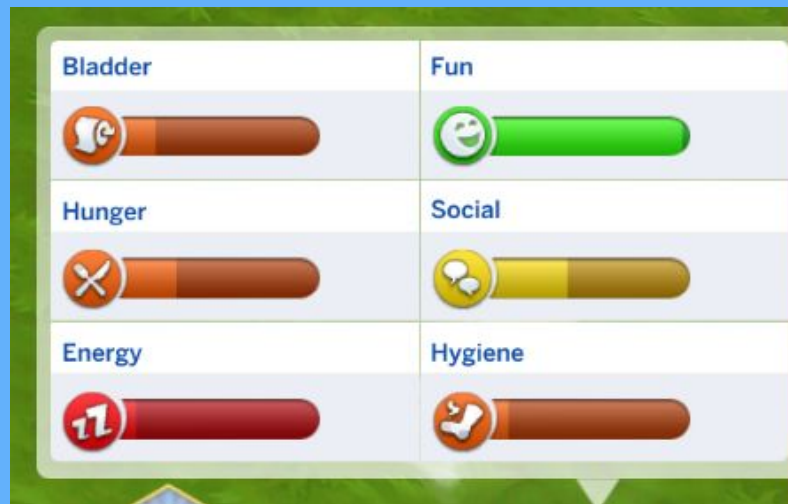 Bladder
Fun
Hunger
Social
Energy
Hygiene